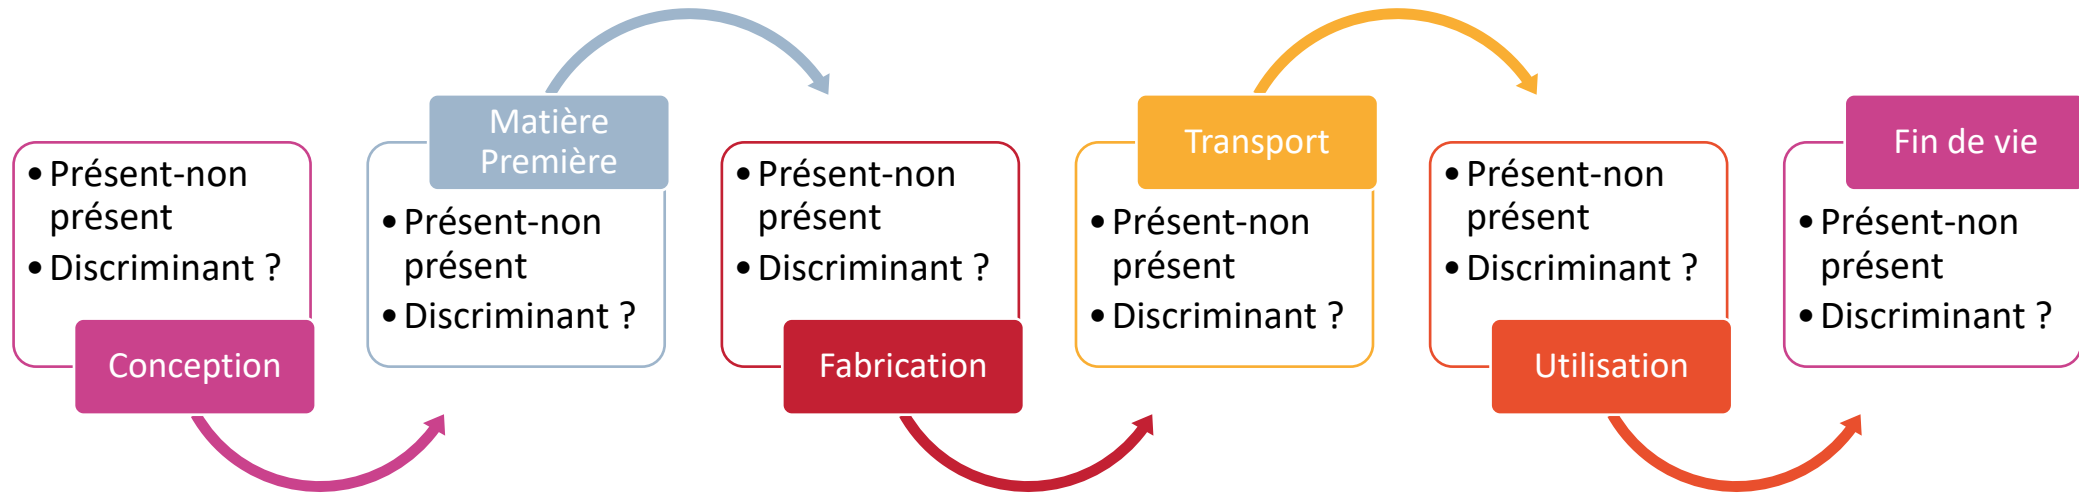 • Présent-non
présent
• Discriminant ?
Conception
Matière
Première
• Présent-non
présent
• Discriminant ?
• Présent-non
présent
• Discriminant ?
Fabrication
Transport
• Présent-non
présent
• Discriminant ?
• Présent-non
présent
• Discriminant ?
Utilisation
Fin de vie
• Présent-non
présent
• Discriminant ?